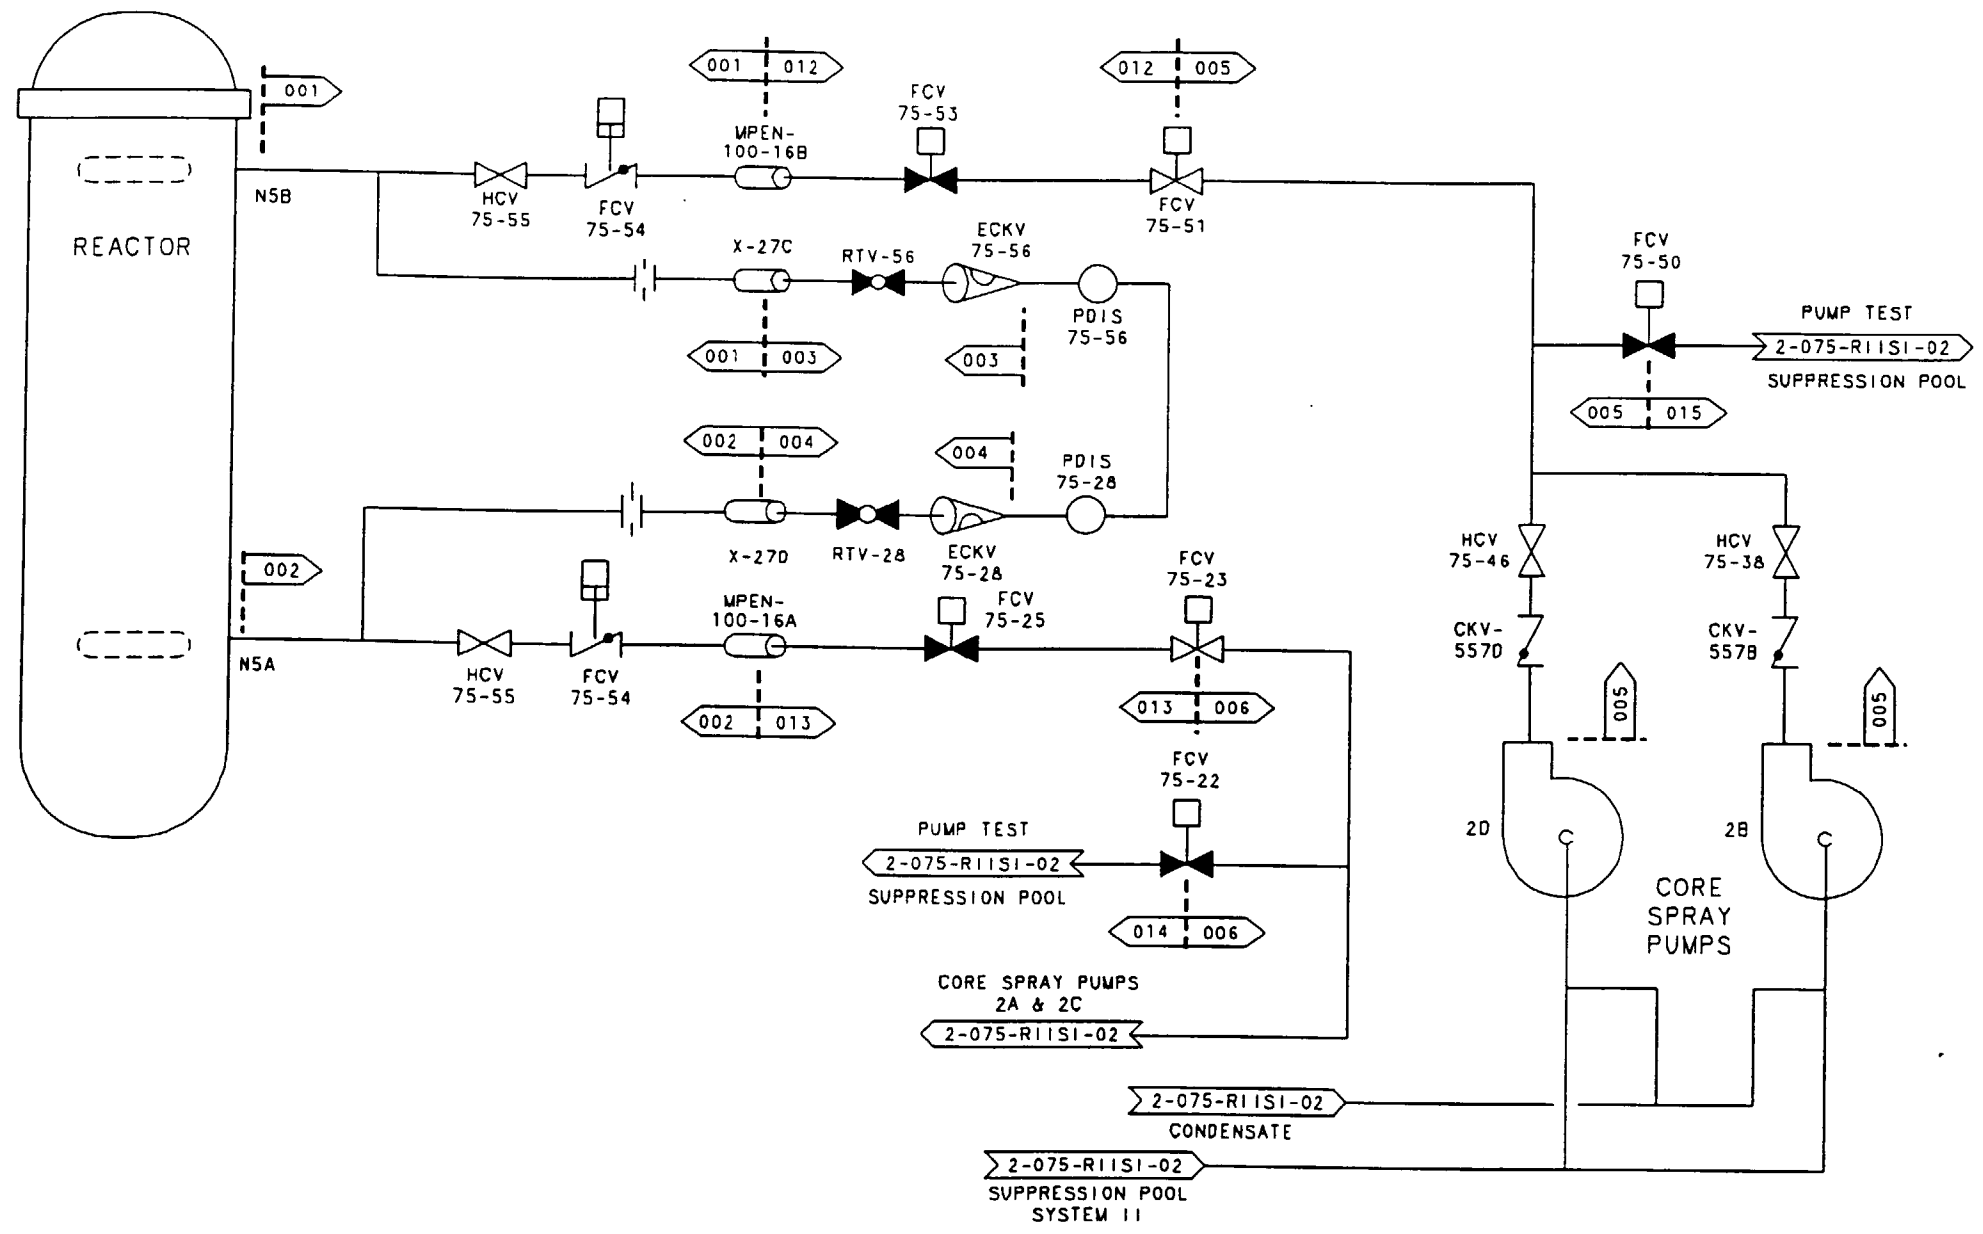 001
001 012
012 005
FCV
75-53
MPEN-
100-16B
N5B
HCV
75-55
FCV
75-54
FCV
75-51
REACTOR
X-27C
RTV-56
ECKV
75-56
PDIS
75-56
FCV
75-50
PUMP TEST
2-075-RIISI-02
SUPPRESSION POOL
001 003
003
005 015
002 004
004
PDIS
75-28
X-27D
RTV-28
ECKV
75-28
FCV
75-23
HCV
75-46
HCV
75-38
002
N5A
MPEN-
100-16A
FCV
75-25
HCV
75-55
FCV
75-54
CKV-
557D
CKV-
557B
002 013
013 006
005
005
FCV
75-22
PUMP TEST
2-075-RIISI-02
SUPPRESSION POOL
014 006
2D
2B
CORE
SPRAY
PUMPS
CORE SPRAY PUMPS
2A & 2C
2-075-RIISI-02
2-075-RIISI-02
CONDENSATE
2-075-RIISI-02
SUPPRESSION POOL
SYSTEM II